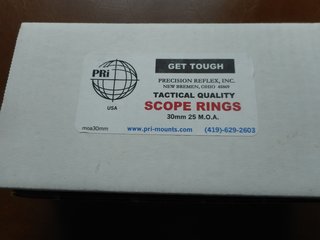 GET TOUGH
PRi
USA
PRECISION REFLEX, INC.
NEW BREMEN, OHIO 45869
TACTICAL QUALITY
SCOPE RINGS
30mm 25 M.O.A.
moa30mm
www.pri-mounts.com (419)-629-2603